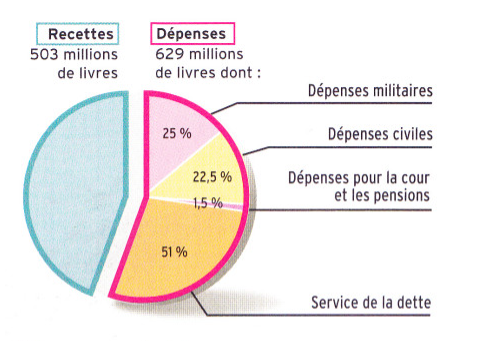 Recettes
503 millions
de livres
Dépenses
629 millions
de livres dont :
Dépenses militaires
25 %
Dépenses civiles
22,5 %
Dépenses pour la cour
et les pensions
1,5 %
51 %
Service de la dette